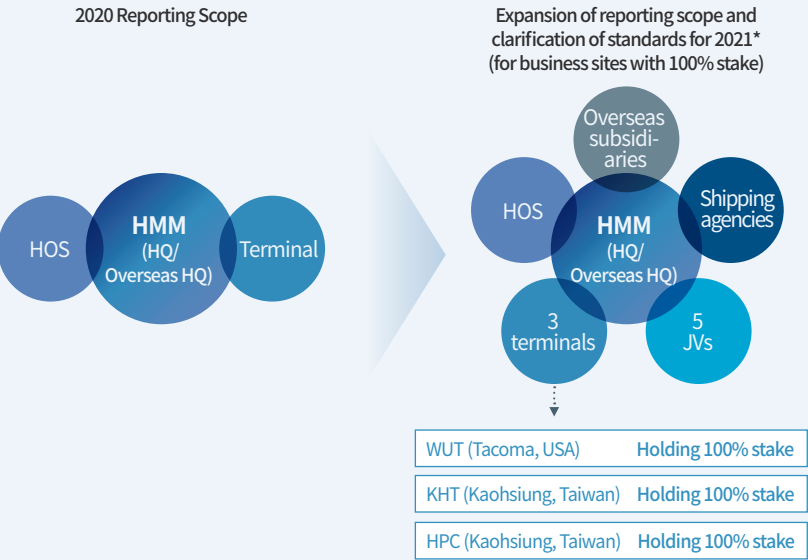 2020 Reporting Scope
HOS
HMM
(HQ/
Overseas HQ)
Terminal
Expansion of reporting scope and
clarification of standards for 2021*
(for business sites with 100% stake)
Overseas
subsidi-
aries
HOS
HMM
(HQ/
Overseas HQ)
Shipping
agencies
3
terminals
5
JVs
WUT (Tacoma, USA) Holding 100% stake
KHT (Kaohsiung, Taiwan) Holding 100% stake
HPC (Kaohsiung, Taiwan) Holding 100% stake